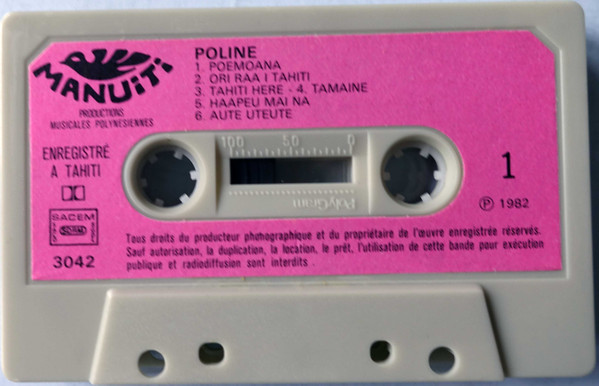 MANUiTi
PRODUCTIONS
MUSICALES POLYNESIENNES
ENREGISTRÉ
A TAHITI
SACEM
3042
POLINE
1. POEMOANA
2. ORI RAA I TAHITI
3. TAHITI HERE - 4. TAMAINE
5. HAAPEU MAI NA
6. AUTE UTEUTE
100 50 0
PolyGram
1
℗ 1982
Tous droits du producteur phonographique et du propriétaire de l'œuvre enregistrée réservés.
Sauf autorisation, la duplication, la location, le prêt, l'utilisation de cette bande pour exécution
publique et radiodiffusion sont interdits .